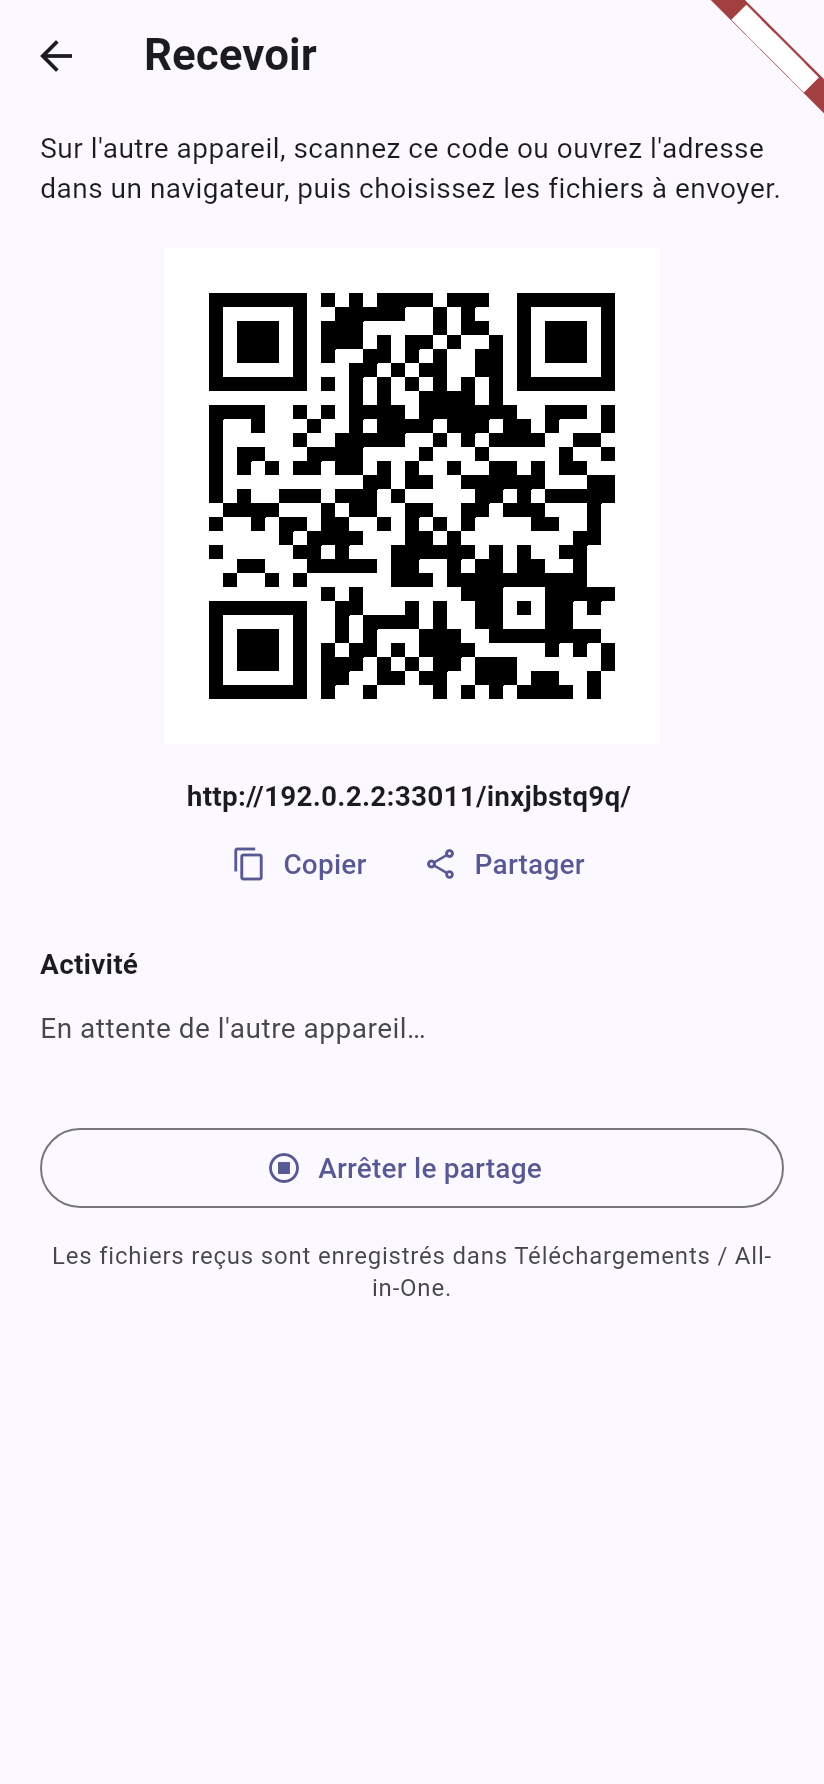 Recevoir
Sur l'autre appareil, scannez ce code ou ouvrez l'adresse
dans un navigateur, puis choisissez les fichiers à envoyer.
http://192.0.2.2:33011/inxjbstq9q/
Copier
Partager
Activité
En attente de l'autre appareil…
Arrêter le partage
Les fichiers reçus sont enregistrés dans Téléchargements / All-
in-One.